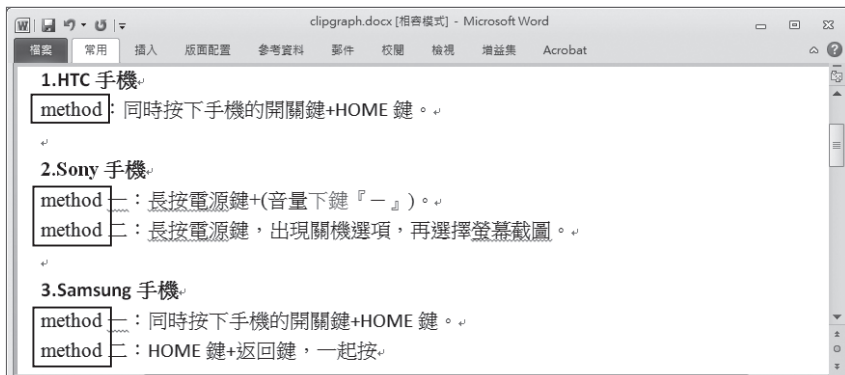 clipgraph.docx [相容模式] - Microsoft Word
檔案 常用 插入 版面配置 參考資料 郵件 校閱 檢視 增益集 Acrobat
1.HTC 手機
method：同時按下手機的開關鍵+HOME 鍵。
2.Sony 手機
method 一：長按電源鍵+(音量下鍵『－』)。
method 二：長按電源鍵，出現關機選項，再選擇螢幕截圖。
3.Samsung 手機
method 一：同時按下手機的開關鍵+HOME 鍵。
method 二：HOME 鍵+返回鍵，一起按